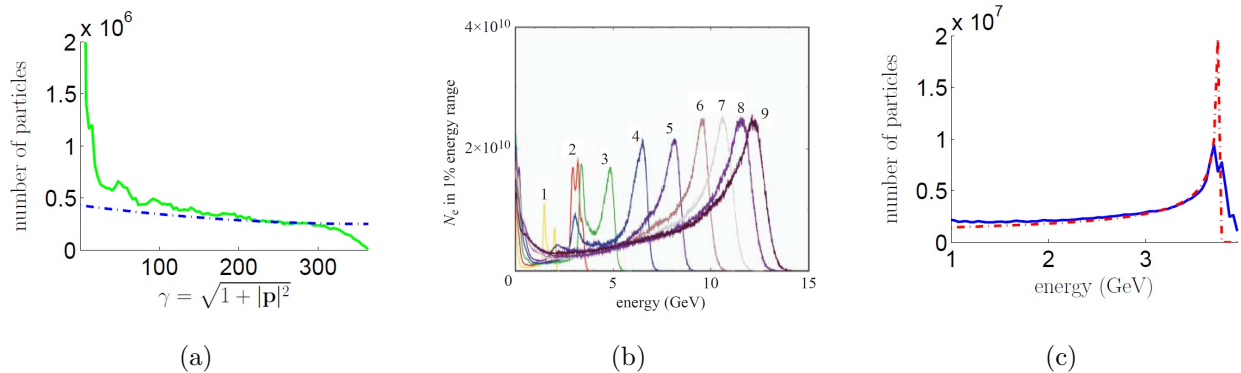 x 10^6
2
1.5
1
0.5
0
100 200 300
number of particles
γ = √1 + |p|^2
(a)
4×10^10
2×10^10
0 5 10 15
N_e in 1% energy range
1 2 3 4 5 6 7 8 9
energy (GeV)
(b)
x 10^7
2
1.5
1
0.5
0
1 2 3
number of particles
energy (GeV)
(c)